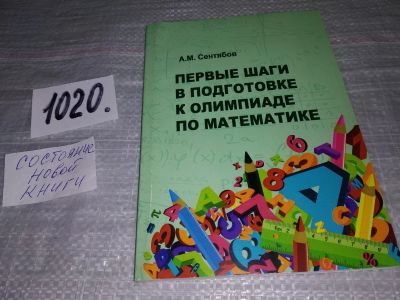 1020.
состояние
новой
книги
А.М. Сентябов
ПЕРВЫЕ ШАГИ
В ПОДГОТОВКЕ
К ОЛИМПИАДЕ
ПО МАТЕМАТИКЕ